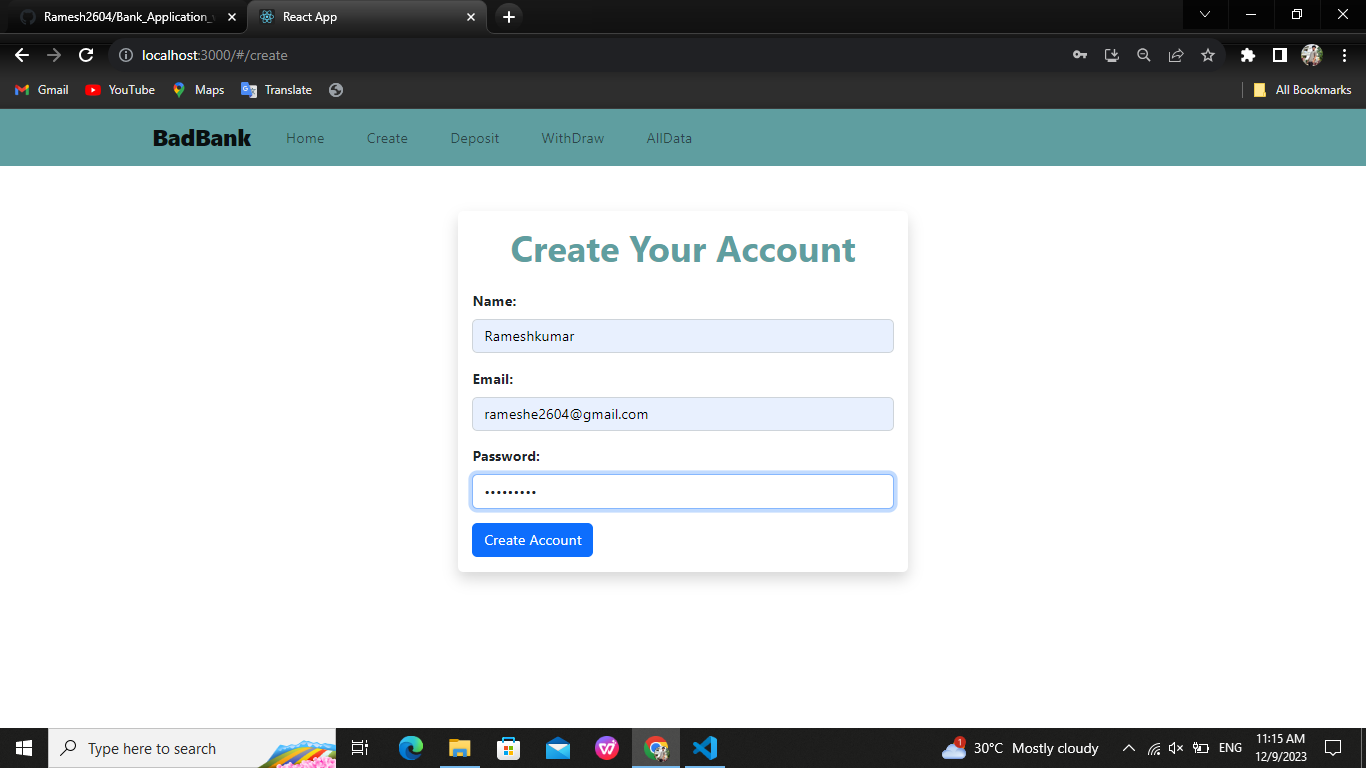 Ramesh2604/Bank_Application_
React App
localhost:3000/#/create
Gmail YouTube Maps Translate All Bookmarks
BadBank Home Create Deposit WithDraw AllData
Create Your Account
Name:
Rameshkumar
Email:
rameshe2604@gmail.com
Password:
•••••••••
Create Account
Type here to search
1
30°C Mostly cloudy
ENG
11:15 AM
12/9/2023